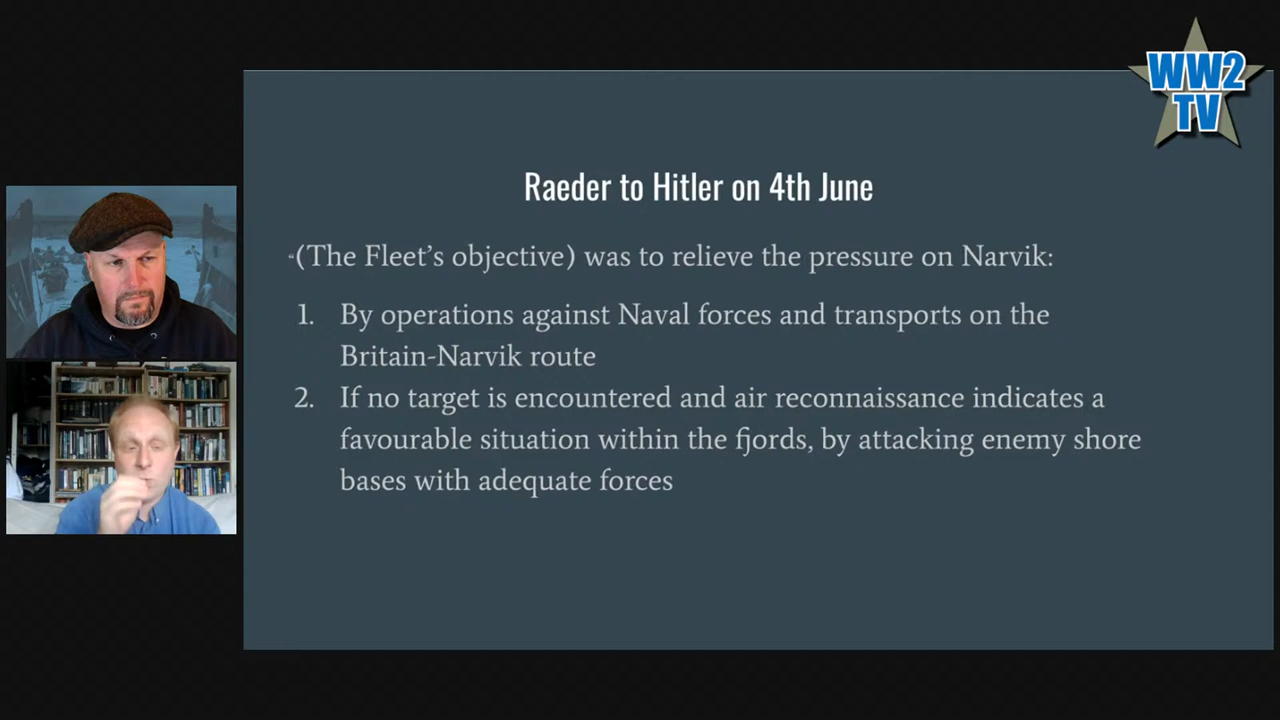 WW2
TV
Raeder to Hitler on 4th June
“(The Fleet’s objective) was to relieve the pressure on Narvik:
1. By operations against Naval forces and transports on the
Britain-Narvik route
2. If no target is encountered and air reconnaissance indicates a
favourable situation within the fjords, by attacking enemy shore
bases with adequate forces